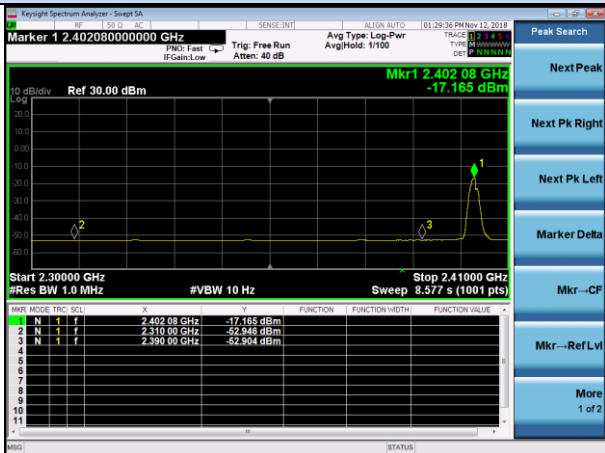 Keysight Spectrum Analyzer - Swept SA
RF 50 Ω AC SENSE:INT ALIGN AUTO 01:29:36 PM Nov 12, 2018
Marker 1 2.402080000000 GHz
PNO: Fast
IFGain:Low
Trig: Free Run
Atten: 40 dB
Avg Type: Log-Pwr
Avg|Hold: 1/100
TRACE 1 2 3 4 5 6
TYPE M W W W W W
DET P N N N N N
Peak Search
Mkr1 2.402 08 GHz
-17.165 dBm
10 dB/div Ref 30.00 dBm
Log
20.0
10.0
0.00
-10.0
-20.0
-30.0
-40.0
-50.0
-60.0
1
2
3
Start 2.30000 GHz Stop 2.41000 GHz
#Res BW 1.0 MHz #VBW 10 Hz Sweep 8.577 s (1001 pts)
MKR MODE TRC SCL X Y FUNCTION FUNCTION WIDTH FUNCTION VALUE
1 N 1 f 2.402 08 GHz -17.165 dBm
2 N 1 f 2.310 00 GHz -52.946 dBm
3 N 1 f 2.390 00 GHz -52.904 dBm
4
5
6
7
8
9
10
11
MSG STATUS
Next Peak
Next Pk Right
Next Pk Left
Marker Delta
Mkr→CF
Mkr→Ref Lvl
More
1 of 2